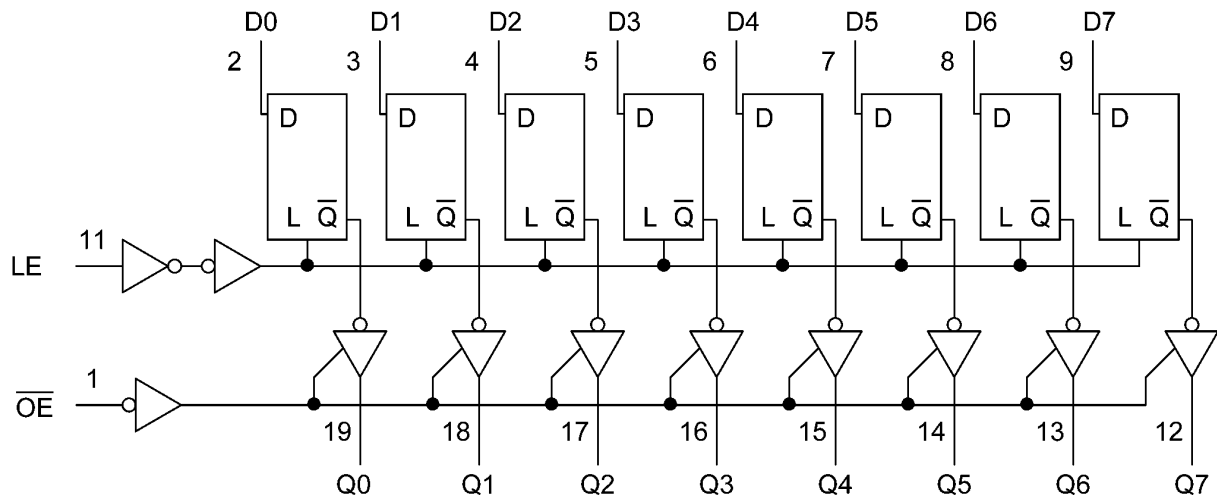 D0 D1 D2 D3 D4 D5 D6 D7
2 3 4 5 6 7 8 9
D D D D D D D D
L Q̅ L Q̅ L Q̅ L Q̅ L Q̅ L Q̅ L Q̅ L Q̅
11
LE
1
O̅E̅
19 18 17 16 15 14 13 12
Q0 Q1 Q2 Q3 Q4 Q5 Q6 Q7